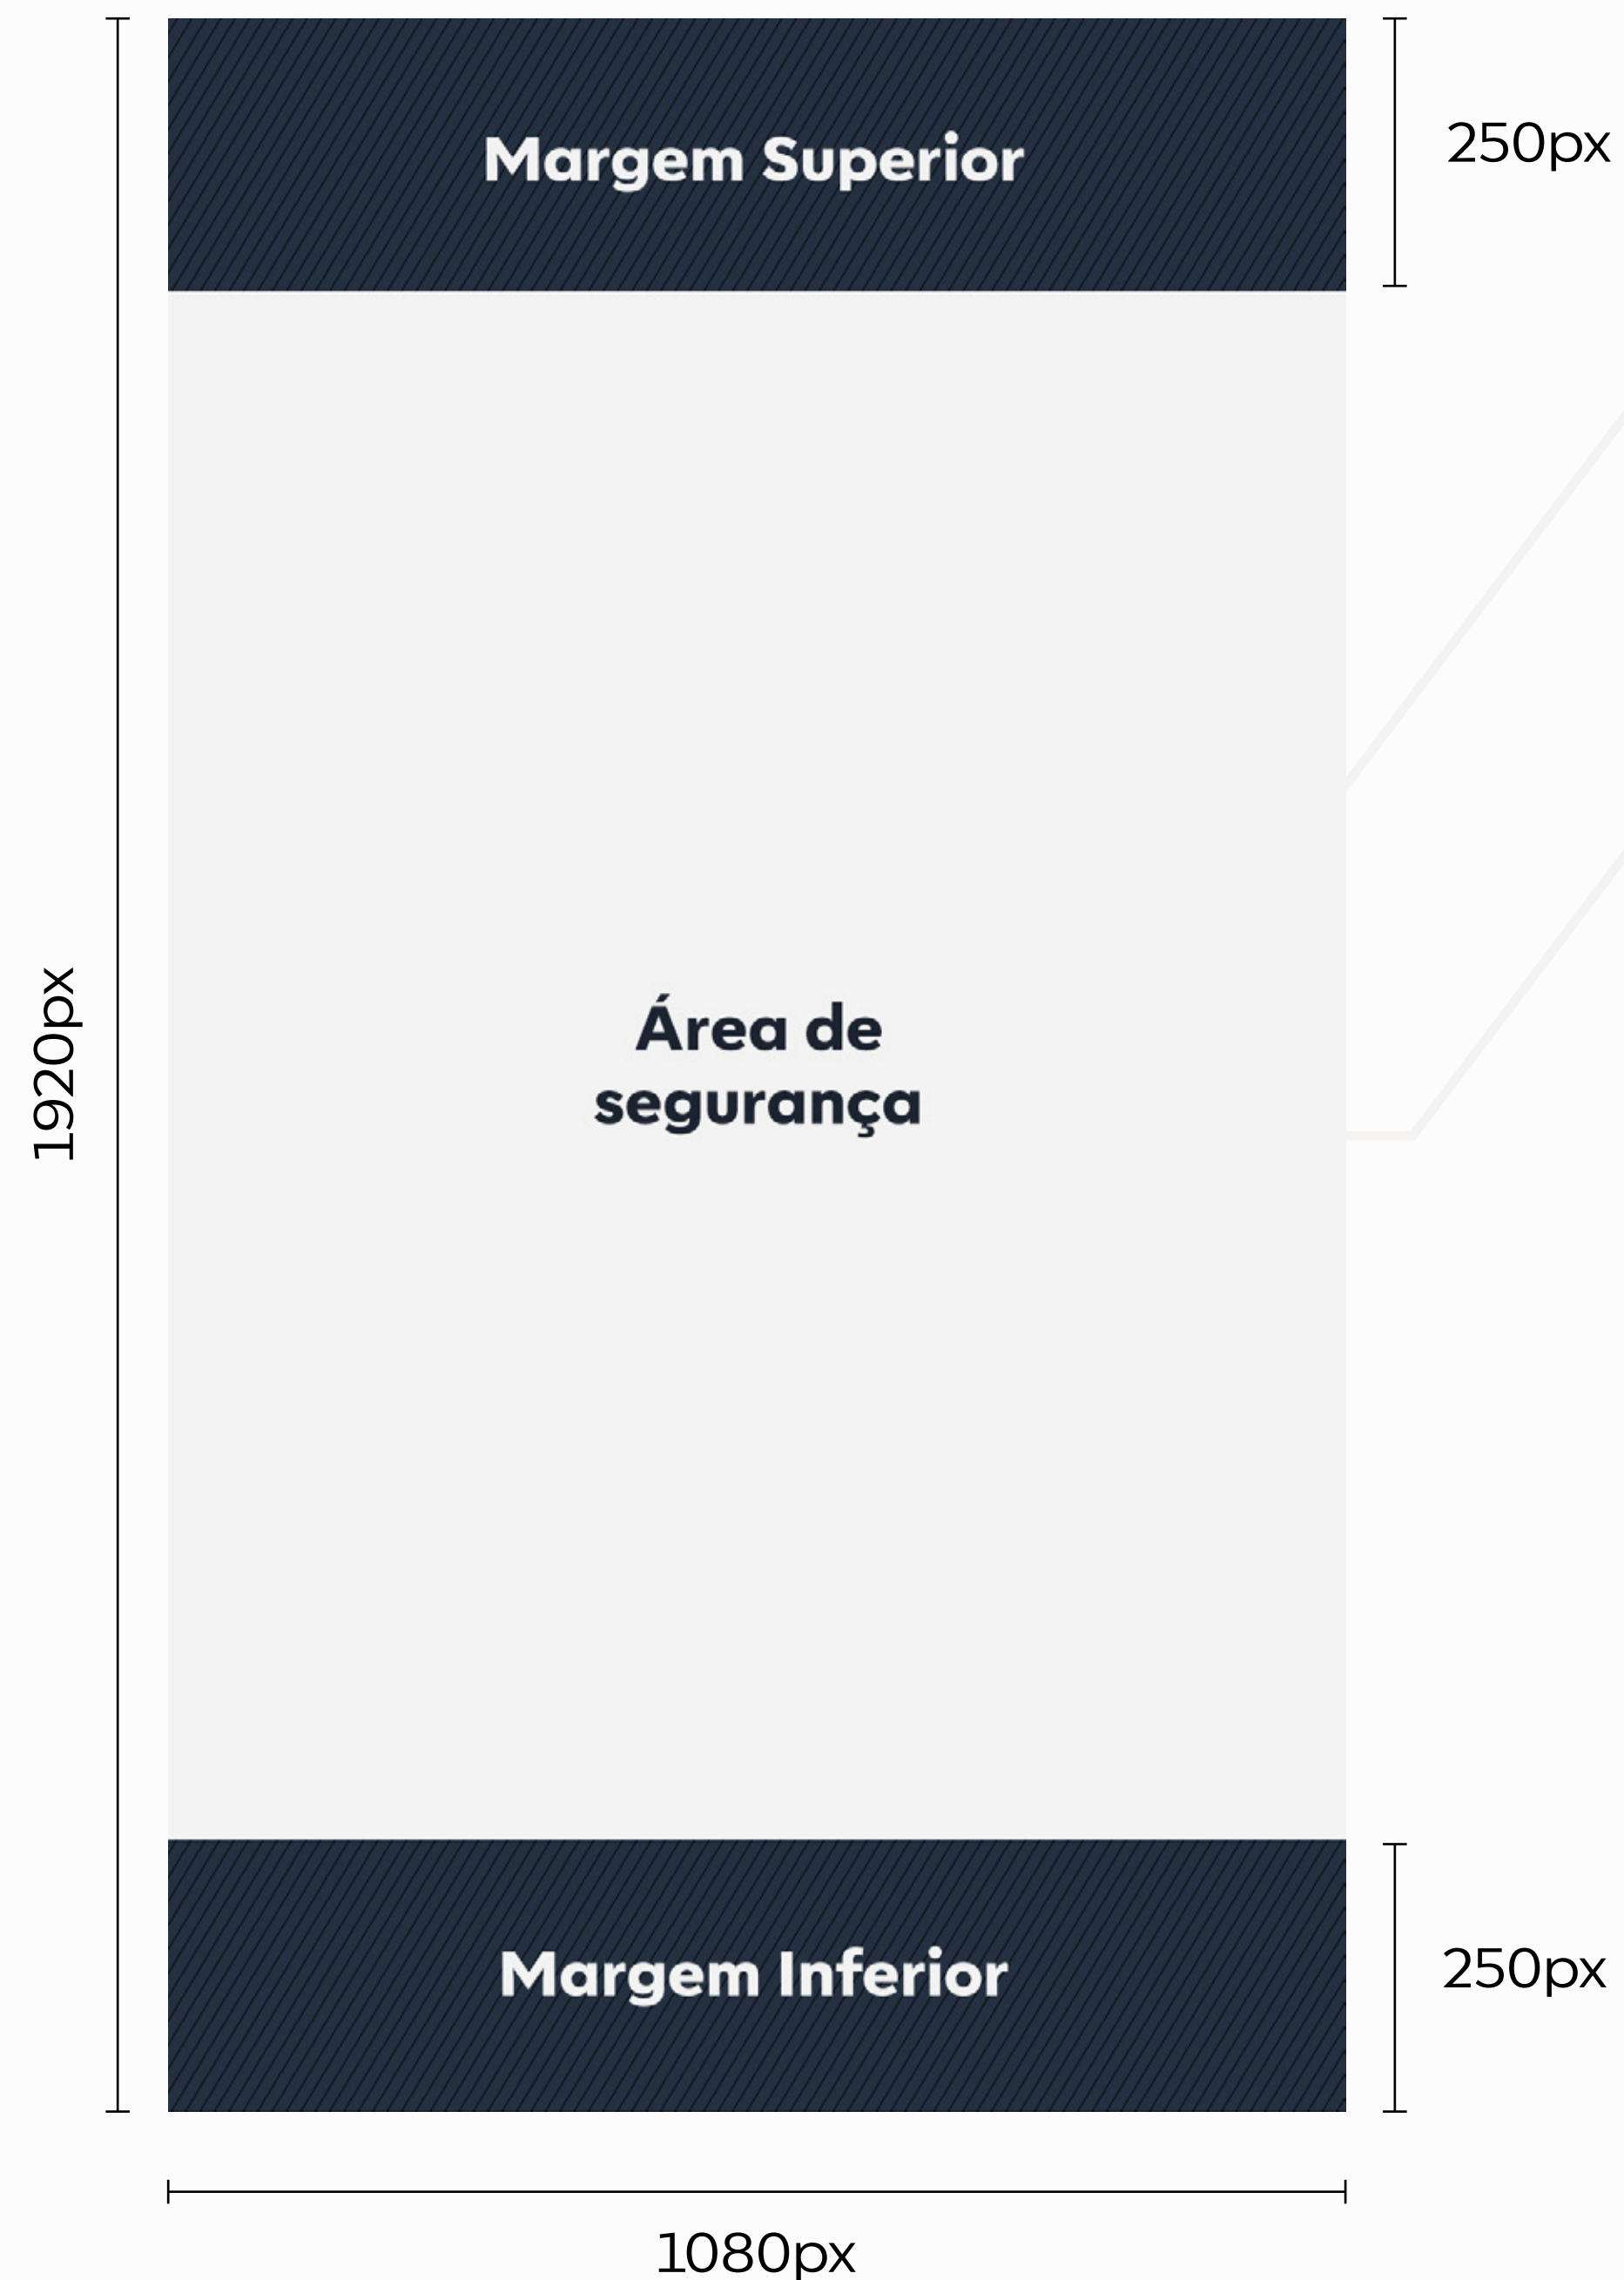 Margem Superior
250px
1920px
Área de
segurança
Margem Inferior
250px
1080px